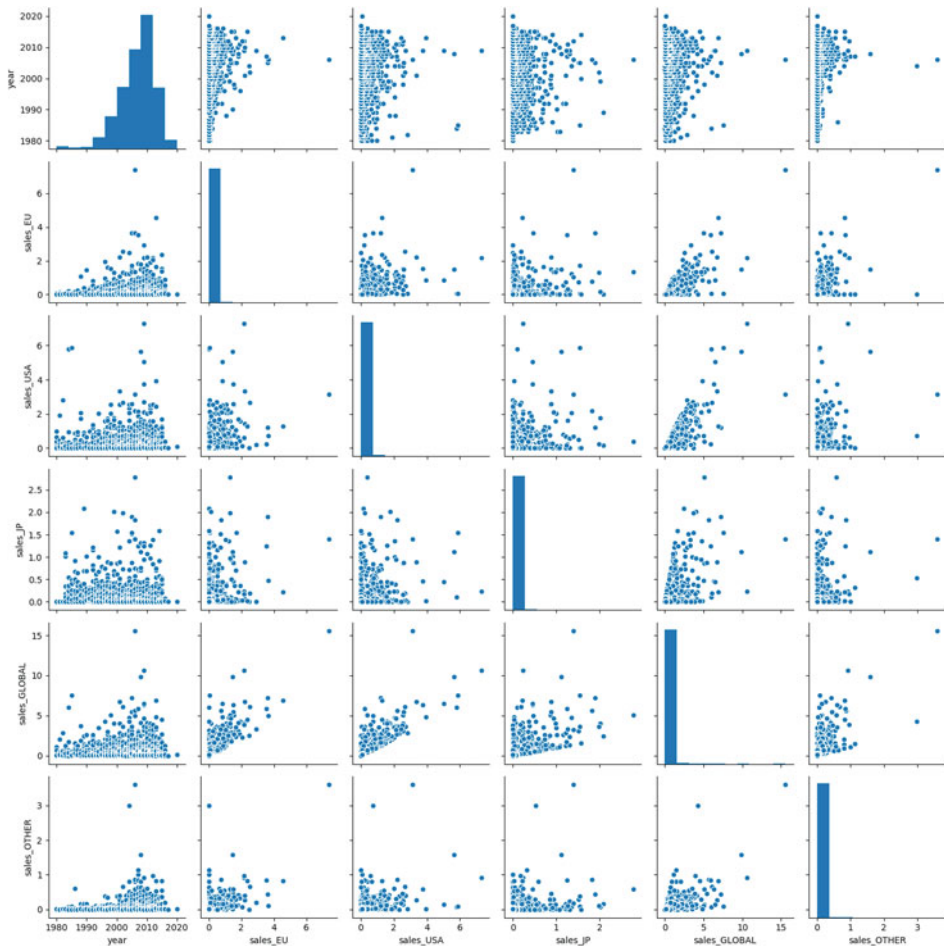 2020
2010
2000
1990
1980
year
6
4
2
0
sales_EU
6
4
2
0
sales_USA
2.5
2.0
1.5
1.0
0.5
0.0
sales_JP
15
10
5
0
sales_GLOBAL
3
2
1
0
sales_OTHER
1980 1990 2000 2010 2020
0 2 4 6
0 2 4 6
0 1 2
0 5 10 15
0 1 2 3
year sales_EU sales_USA sales_JP sales_GLOBAL sales_OTHER